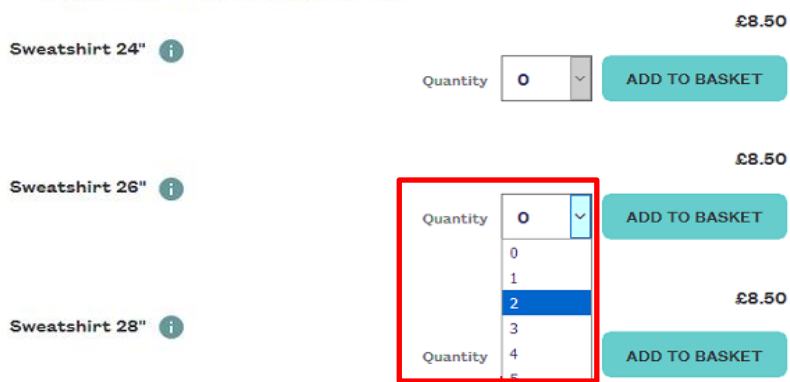 £8.50
Sweatshirt 24"
Quantity 0 ADD TO BASKET
£8.50
Sweatshirt 26"
Quantity 0 ADD TO BASKET
0
1
2
£8.50
Sweatshirt 28"
3
Quantity 4 ADD TO BASKET
5